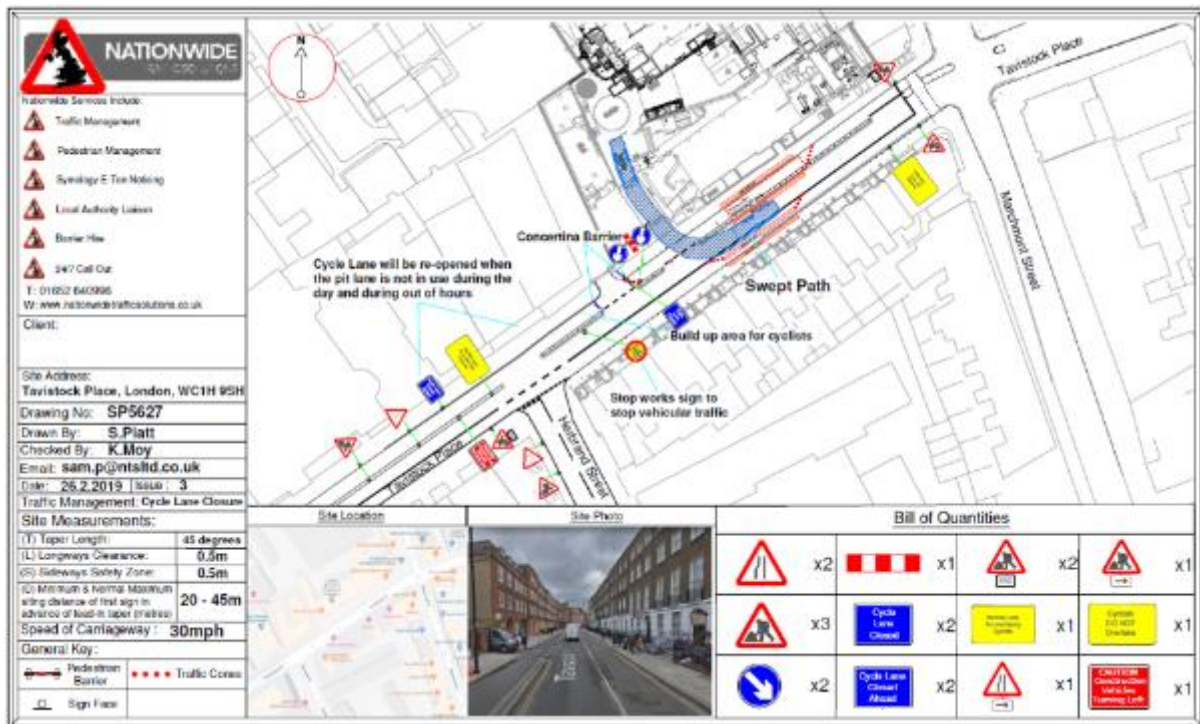 NATIONWIDE
Nationwide Services Include:
Traffic Management
Pedestrian Management
Synology E-Ton Noticing
Local Authority Liaison
Barrier Hire
24/7 Call Out
T: 01652 640996
W: www.nationwidetrafficsolutions.co.uk
Client:
Site Address:
Tavistock Place, London, WC1H 9SH
Drawing No: SP5627
Drawn By: S.Platt
Checked By: K.Moy
Email: sam.p@ntsltd.co.uk
Date: 26.2.2019 Issue: 3
Traffic Management: Cycle Lane Closure
Site Measurements:
(T) Taper Length: 45 degrees
(L) Longways Clearance: 0.5m
(S) Sideways Safety Zone: 0.5m
(D) Minimum & Normal Maximum
siting distance of first sign in
advance of lead-in taper (metres)
20 - 45m
Speed of Carriageway : 30mph
General Key:
Pedestrian
Barrier
Traffic Cones
Sign Face
N
Tavistock Place
Marchmont Street
Concertina Barrier
Cycle Lane will be re-opened when
the pit lane is not in use during the
day and during out of hours
Swept Path
Build up area for cyclists
Stop works sign to
stop vehicular traffic
Tavistock Place
Herbrand Street
Site Location
Site Photo
Bill of Quantities
x2
x1
x2
x1
x3
Cycle
Lane
Closed
x2
x1
Cyclists
DO NOT
x1
x2
Cycle Lane
Closed
Ahead
x2
x1
CAUTION
Construction
Vehicles
Turning Left
x1